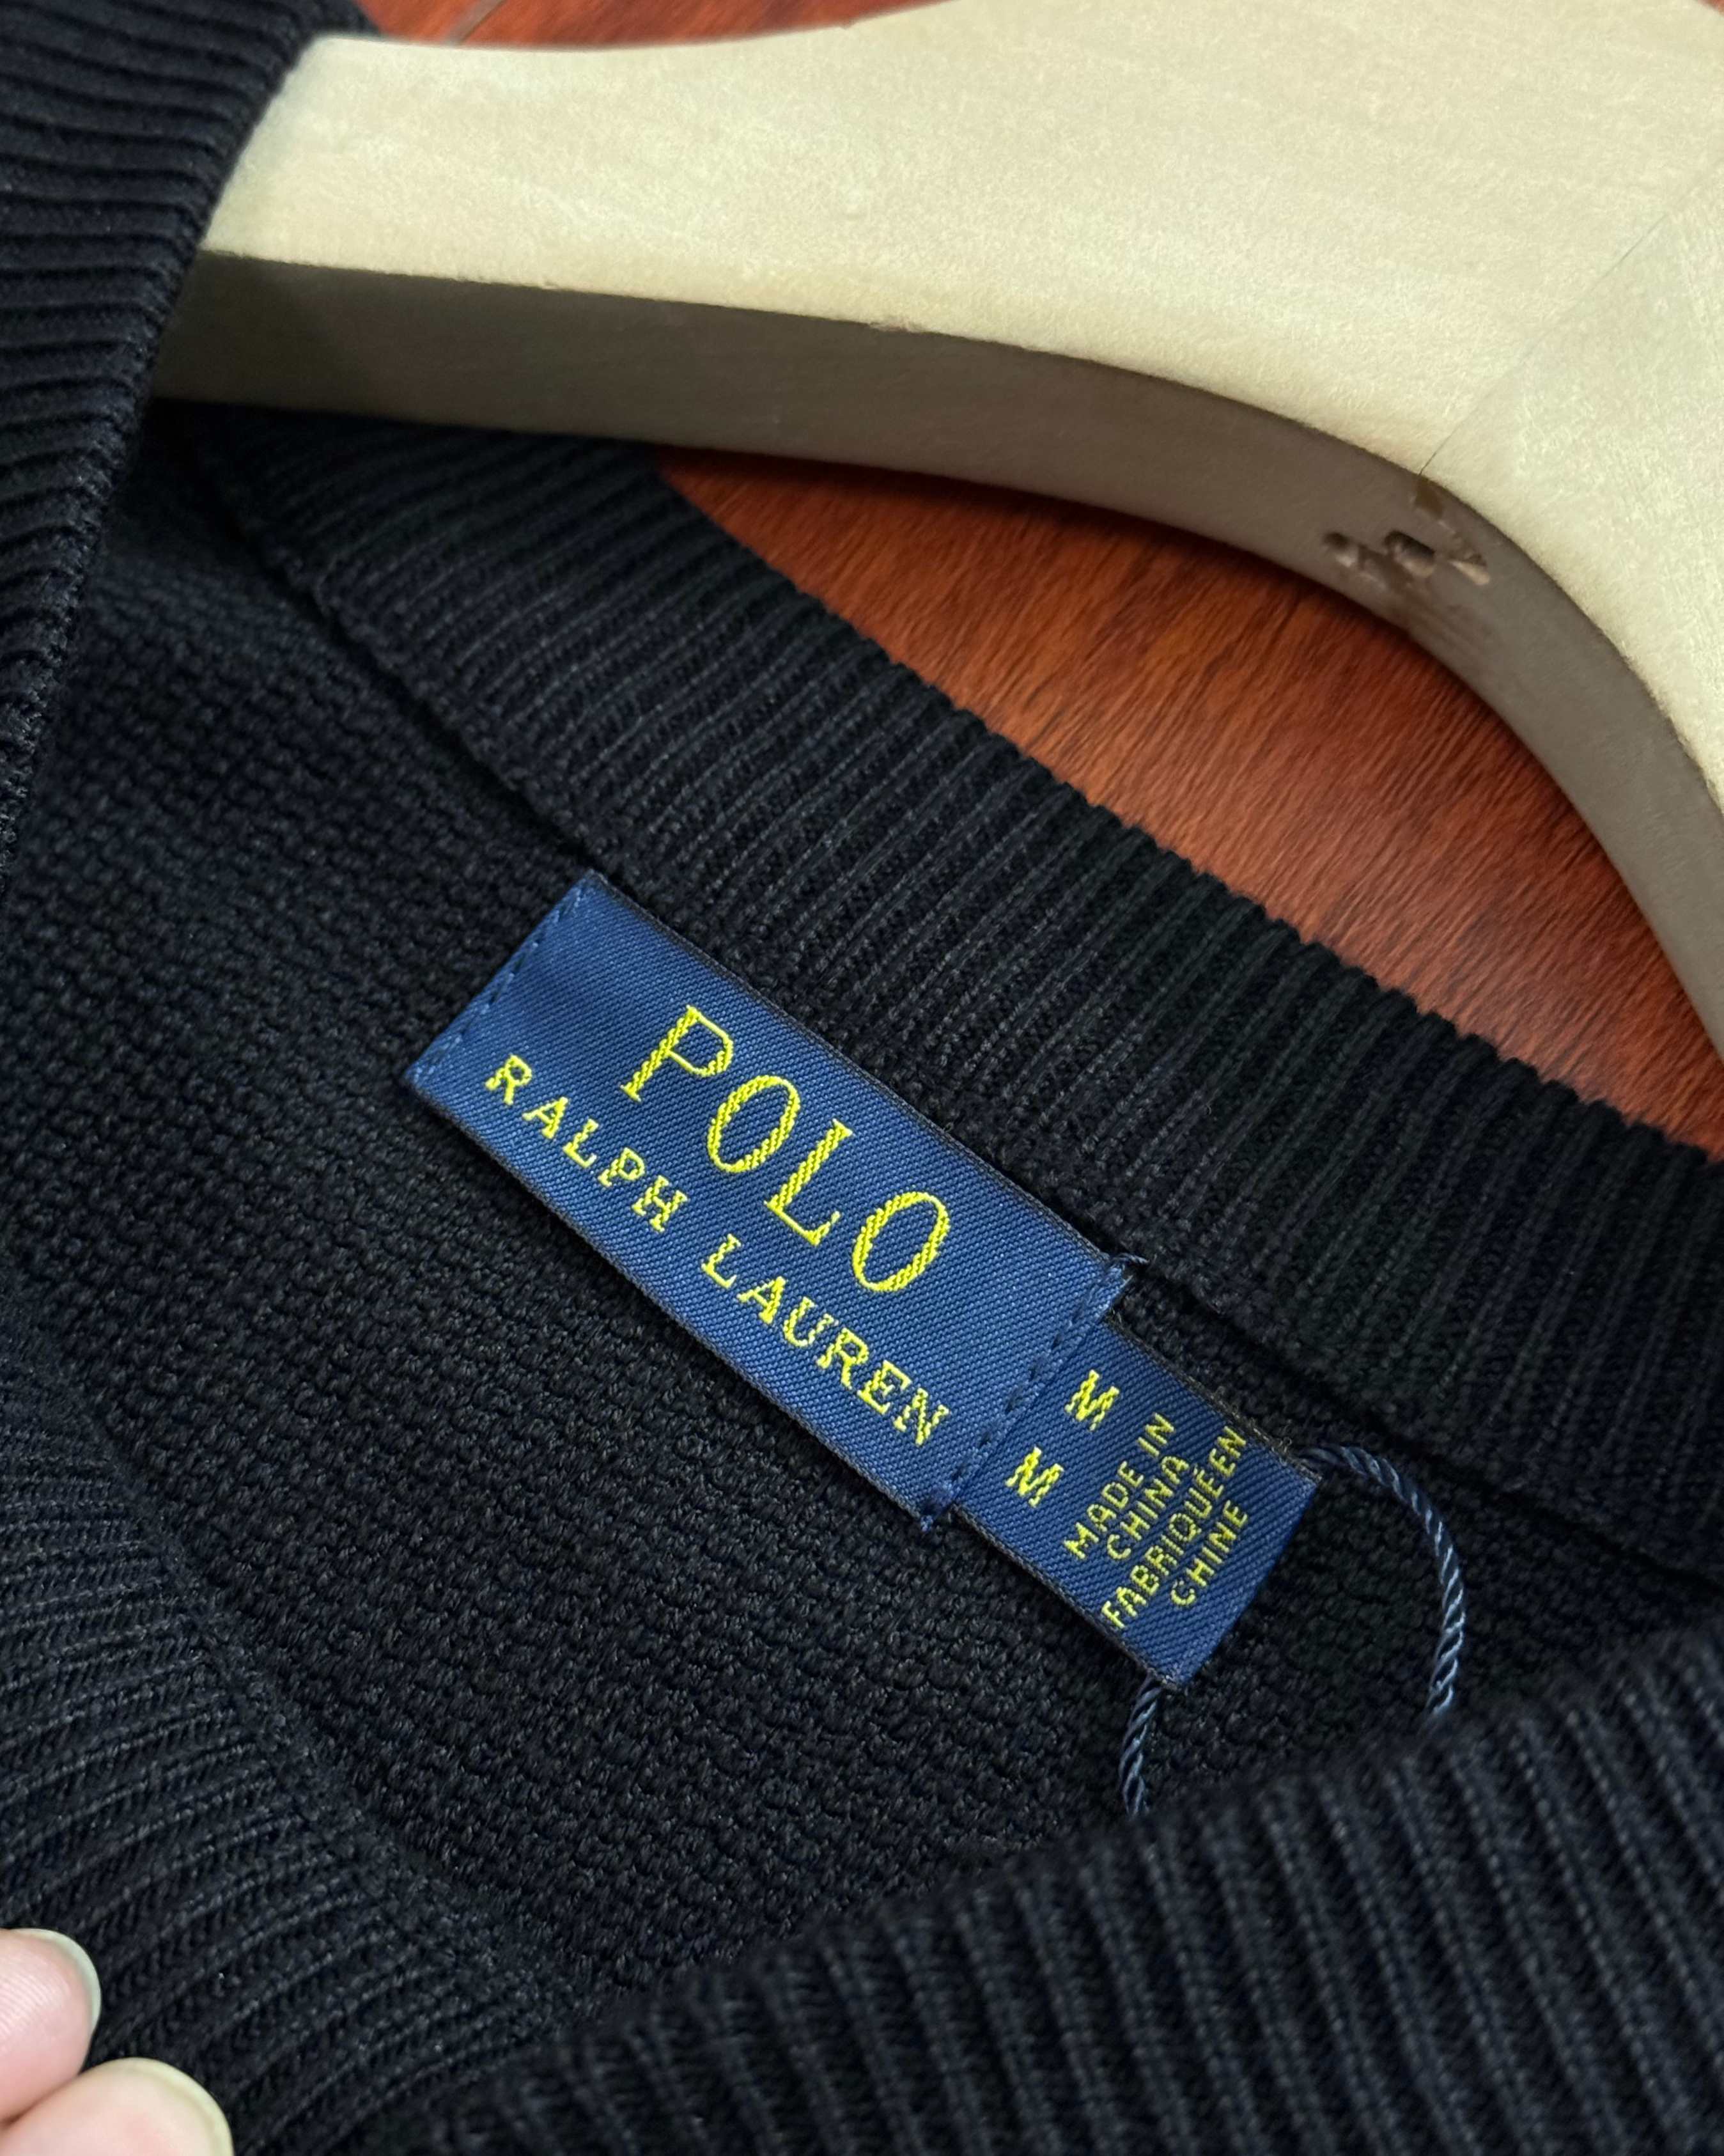 POLO
RALPH LAUREN
M
M
MADE IN
CHINA
FABRIQUÉ EN
CHINE